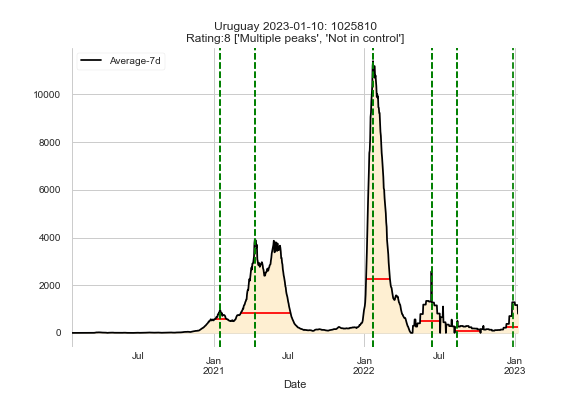 Uruguay 2023-01-10: 1025810
Rating:8 ['Multiple peaks', 'Not in control']
Average-7d
10000
8000
6000
4000
2000
0
Jul
Jan
2021
Jul
Jan
2022
Jul
Jan
2023
Date